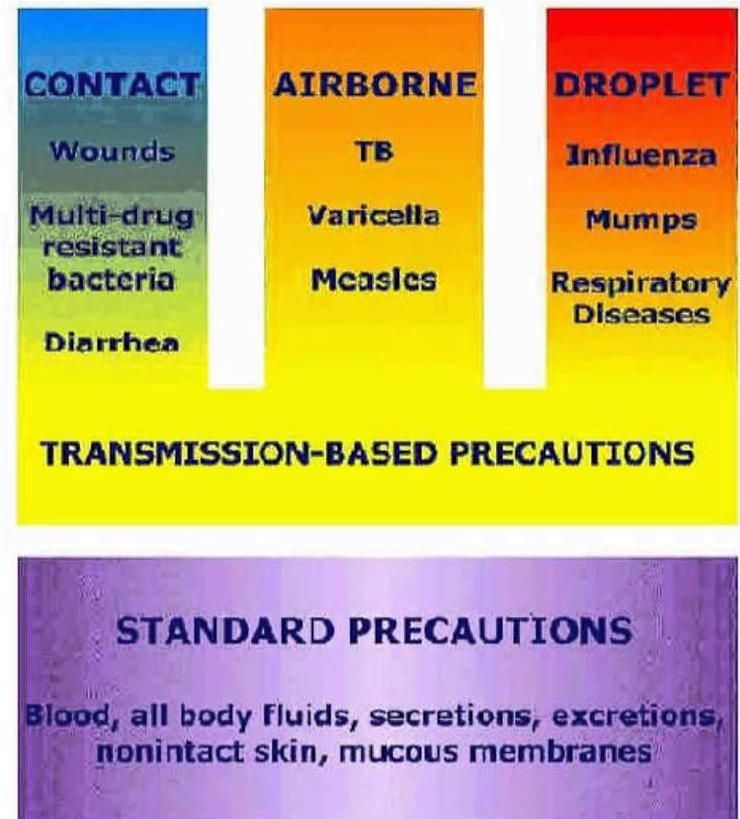 CONTACT
Wounds
Multi-drug
resistant
bacteria
Diarrhea
AIRBORNE
TB
Varicella
Measles
DROPLET
Influenza
Mumps
Respiratory
Diseases
TRANSMISSION-BASED PRECAUTIONS
STANDARD PRECAUTIONS
Blood, all body fluids, secretions, excretions,
nonintact skin, mucous membranes